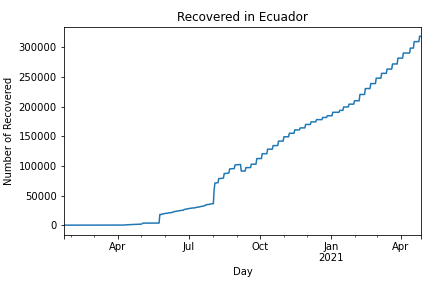 Recovered in Ecuador
Number of Recovered
300000
250000
200000
150000
100000
50000
0
Apr Jul Oct Jan Apr
2021
Day